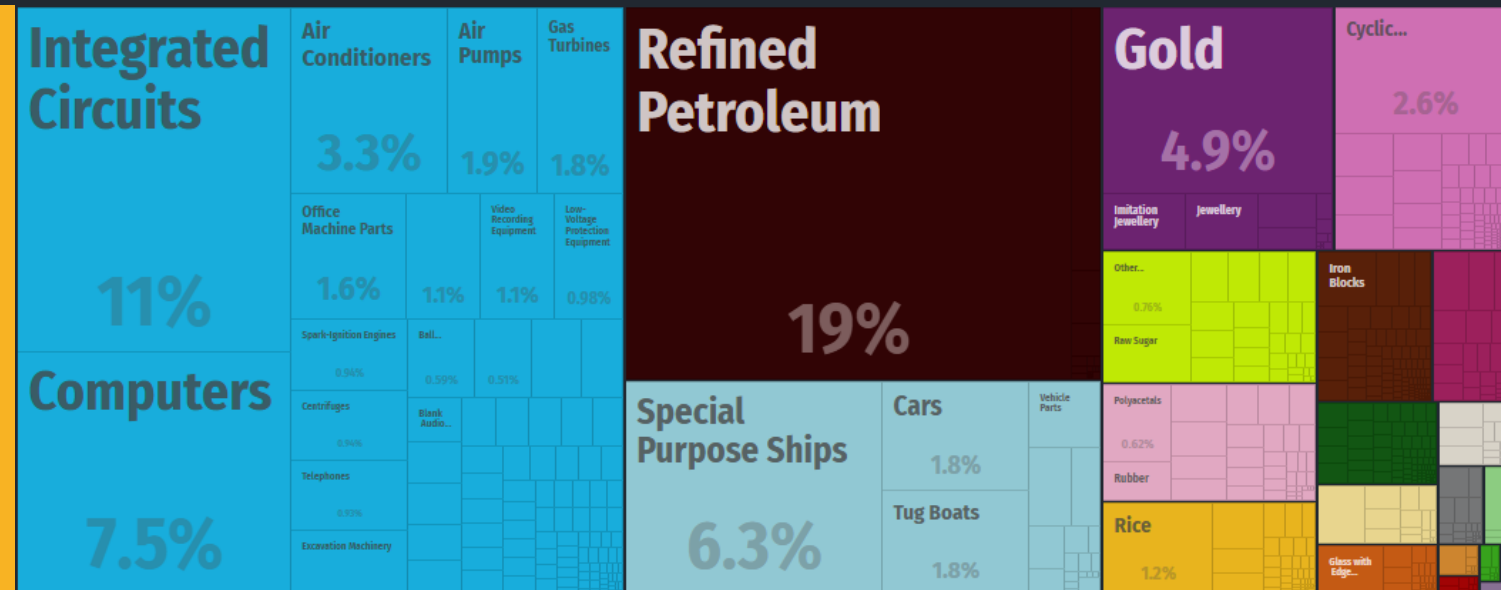 Integrated
Circuits
11%
Computers
7.5%
Air
Conditioners
3.3%
Air
Pumps
1.9%
Gas
Turbines
1.8%
Office
Machine Parts
1.6%
1.1%
Video
Recording
Equipment
1.1%
Low-
Voltage
Protection
Equipment
0.98%
Spark-Ignition Engines
0.94%
Ball...
0.59%
0.51%
Centrifuges
0.94%
Blank
Audio...
Telephones
0.93%
Excavation Machinery
Refined
Petroleum
19%
Special
Purpose Ships
6.3%
Cars
1.8%
Vehicle
Parts
Tug Boats
1.8%
Gold
4.9%
Imitation
Jewellery
Jewellery
Cyclic...
2.6%
Other...
0.76%
Raw Sugar
Iron
Blocks
Polyacetals
0.62%
Rubber
Rice
1.2%
Glass with
Edge...